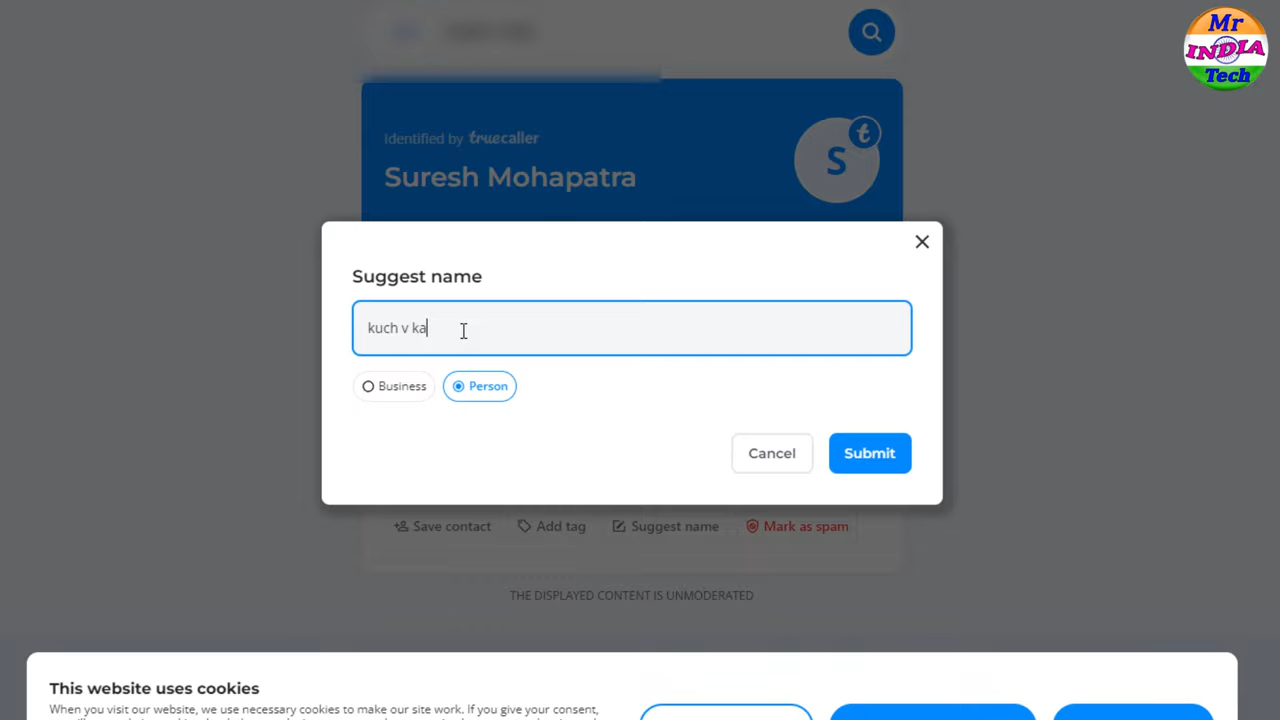 Mr
INDIA
Tech
Identified by truecaller
t
Suresh Mohapatra
S
Suggest name
kuch v ka
Business Person
Cancel Submit
Save contact Add tag Suggest name Mark as spam
THE DISPLAYED CONTENT IS UNMODERATED
This website uses cookies
When you visit our website, we use necessary cookies to make our site work. If you give your consent,